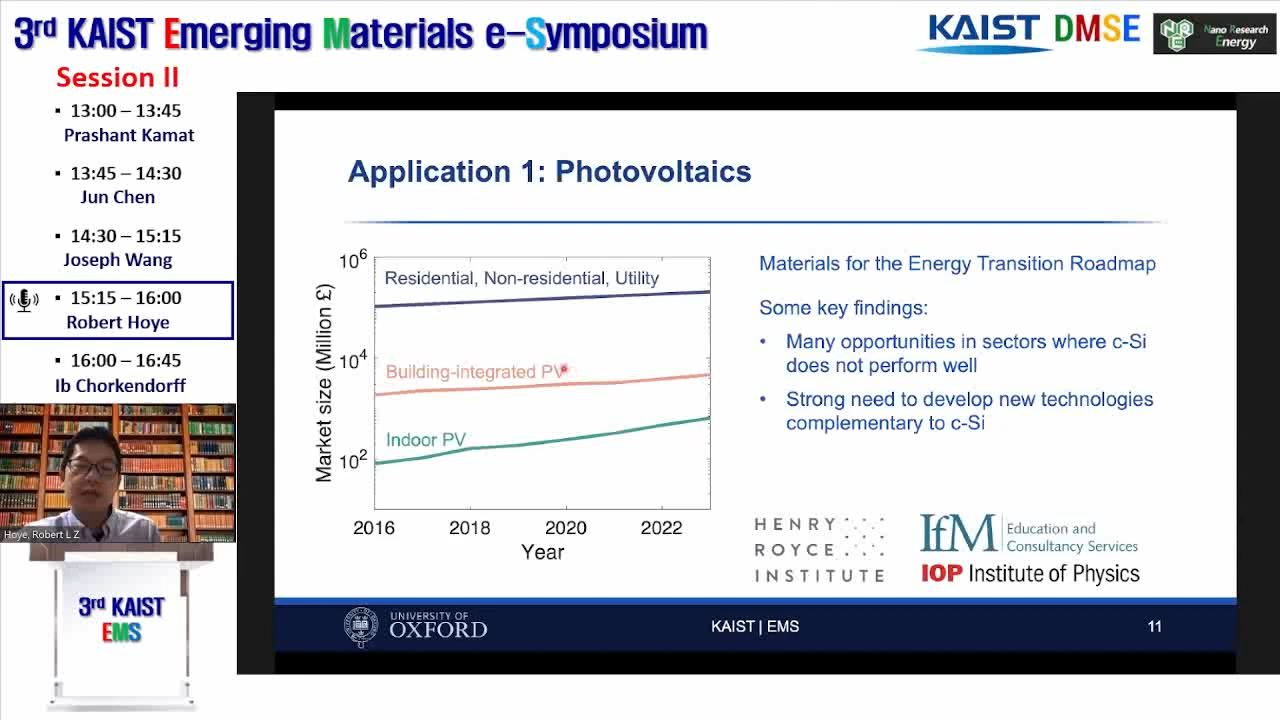 3rd KAIST Emerging Materials e-Symposium
KAIST DMSE
NRE
Nano Research
Energy
Session II
▪ 13:00 – 13:45
Prashant Kamat
▪ 13:45 – 14:30
Jun Chen
▪ 14:30 – 15:15
Joseph Wang
▪ 15:15 – 16:00
Robert Hoye
▪ 16:00 – 16:45
Ib Chorkendorff
Hoye, Robert L Z
3rd KAIST
EMS
Application 1: Photovoltaics
Market size (Million £)
10^6
10^4
10^2
Residential, Non-residential, Utility
Building-integrated PV
Indoor PV
2016 2018 2020 2022
Year
Materials for the Energy Transition Roadmap
Some key findings:
• Many opportunities in sectors where c-Si
does not perform well
• Strong need to develop new technologies
complementary to c-Si
HENRY
ROYCE
INSTITUTE
IfM Education and
Consultancy Services
IOP Institute of Physics
UNIVERSITY OF
OXFORD
KAIST | EMS
11